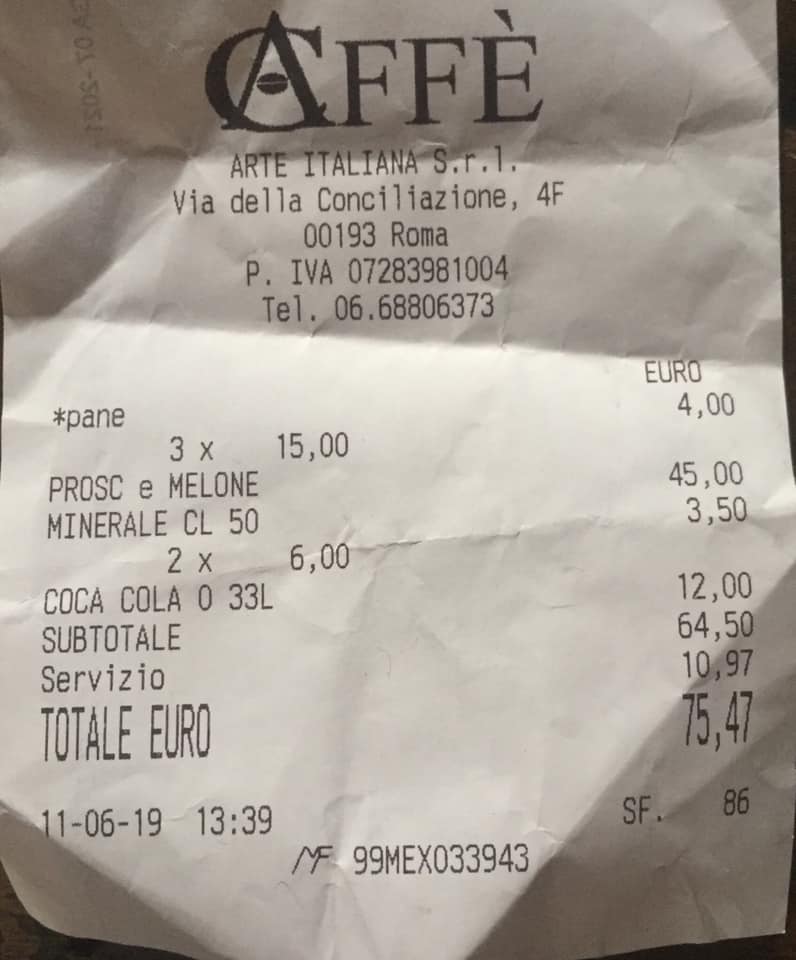 CAFFÈ
ARTE ITALIANA S.r.l.
Via della Conciliazione, 4F
00193 Roma
P. IVA 07283981004
Tel. 06.68806373
EURO
*pane 4,00
3 x 15,00
PROSC e MELONE 45,00
MINERALE CL 50 3,50
2 x 6,00
COCA COLA 0 33L 12,00
SUBTOTALE 64,50
Servizio 10,97
TOTALE EURO 75,47
11-06-19 13:39 SF. 86
MF 99MEX033943